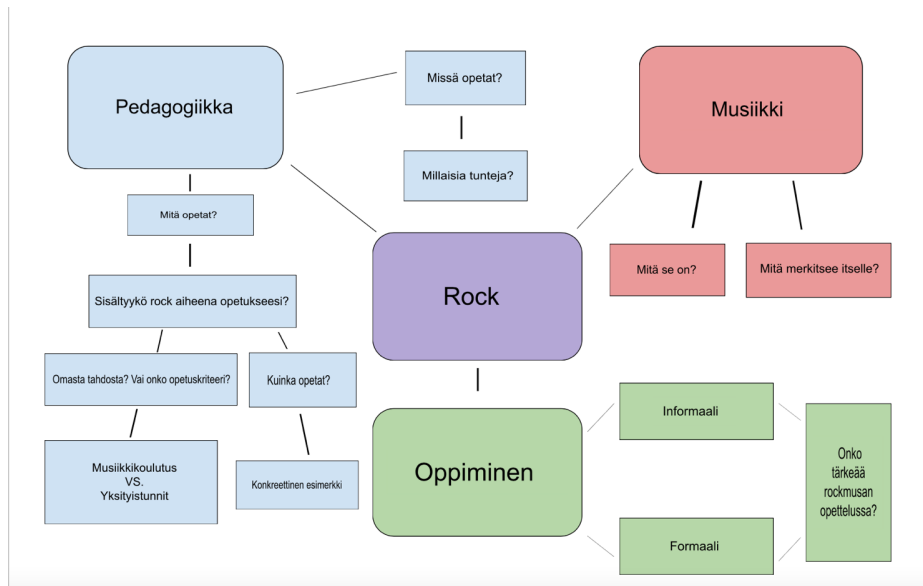 Pedagogiikka
Missä opetat?
Millaisia tunteja?
Musiikki
Mitä opetat?
Sisältyykö rock aiheena opetukseesi?
Omasta tahdosta? Vai onko opetuskriteeri?
Kuinka opetat?
Musiikkikoulutus
VS.
Yksityistunnit
Konkreettinen esimerkki
Rock
Mitä se on?
Mitä merkitsee itselle?
Oppiminen
Informaali
Formaali
Onko
tärkeää
rockmusan
opettelussa?